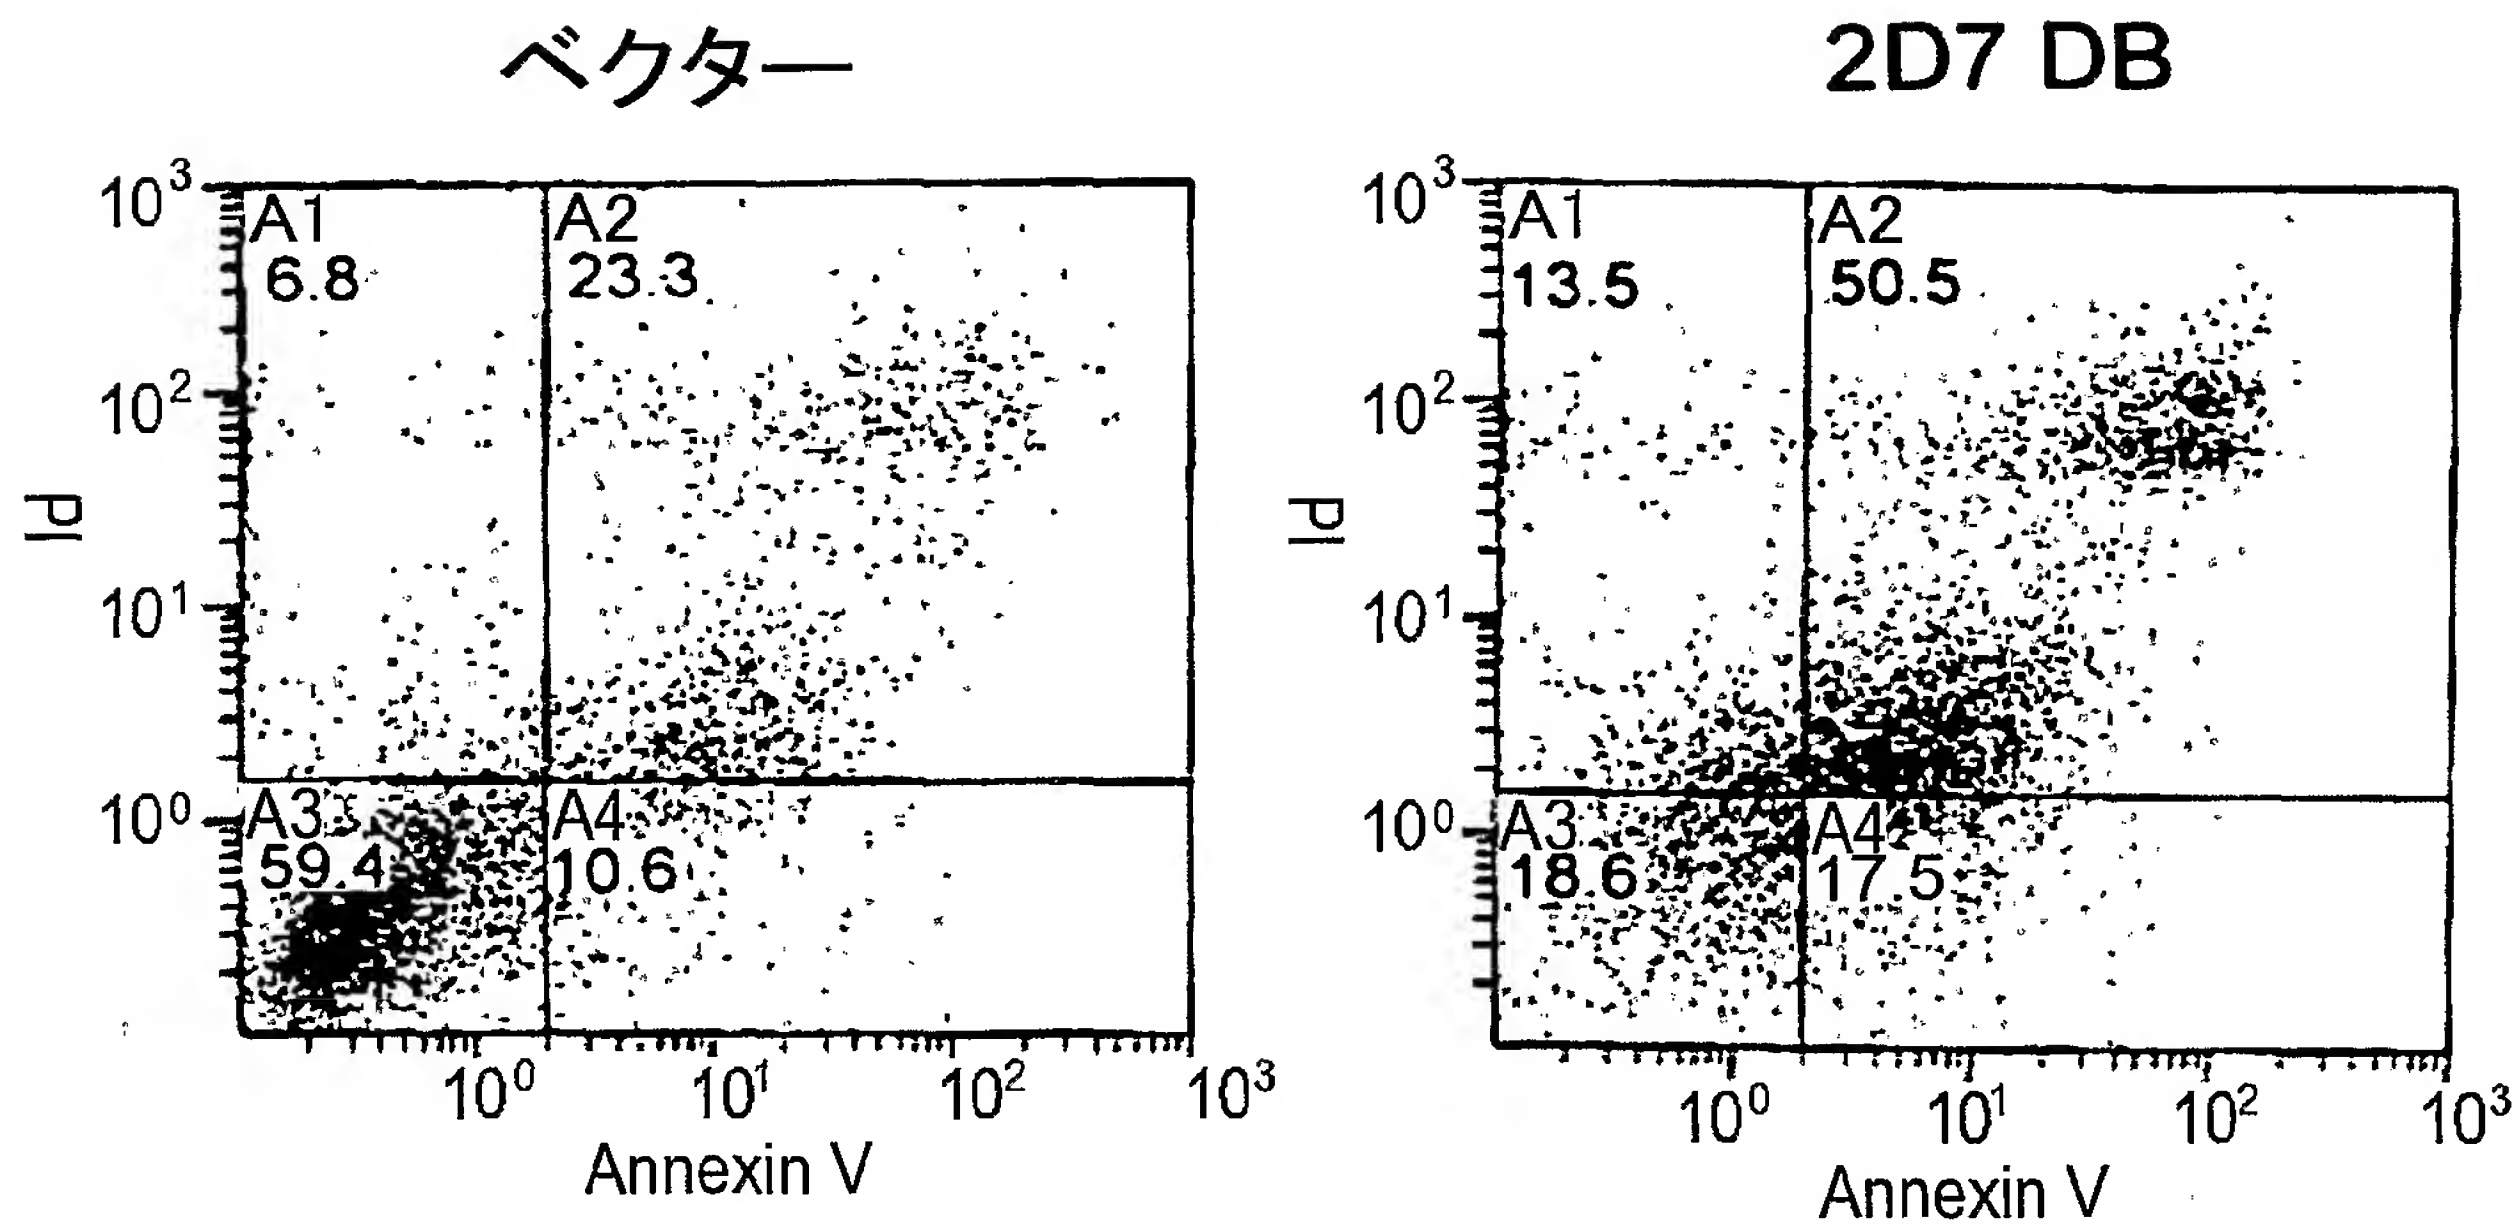 ベクター
10³
A1
6.8
A2
23.3
10²
PI
10¹
10⁰
A3
59.4
A4
10.6
10⁰ 10¹ 10² 10³
Annexin V
2D7 DB
10³
A1
13.5
A2
50.5
10²
PI
10¹
10⁰
A3
18.6
A4
17.5
10⁰ 10¹ 10² 10³
Annexin V